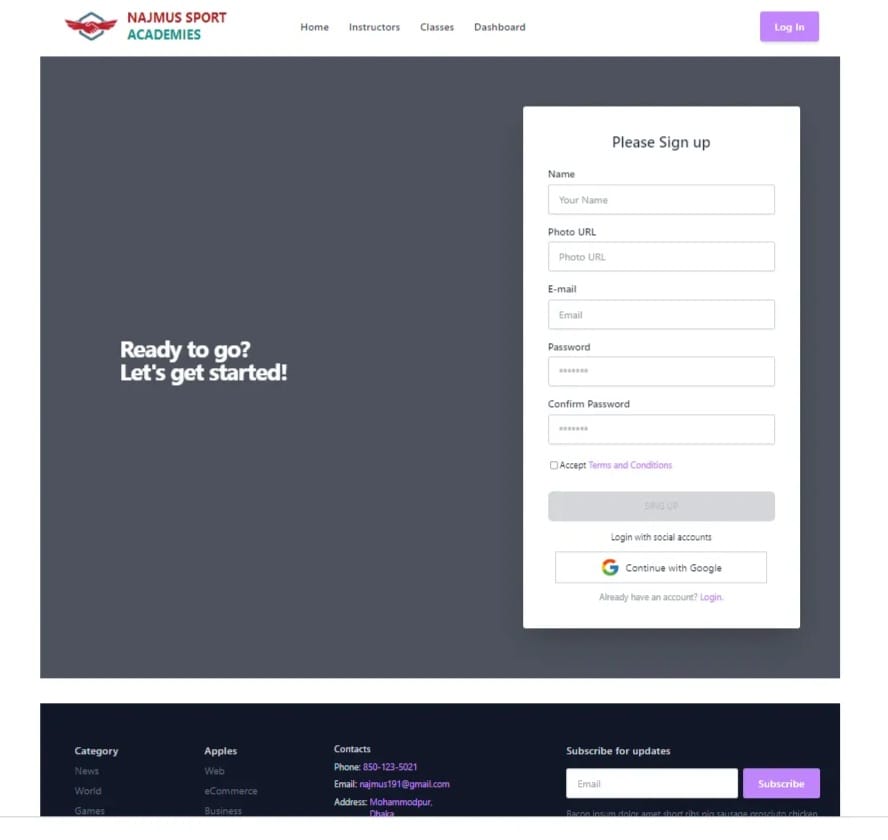 NAJMUS SPORT
ACADEMIES
Home Instructors Classes Dashboard
Log In
Ready to go?
Let's get started!
Please Sign up
Name
Your Name
Photo URL
Photo URL
E-mail
Email
Password
*******
Confirm Password
*******
Accept Terms and Conditions
SING UP
Login with social accounts
Continue with Google
Already have an account? Login.
Category
News
World
Games
Apples
Web
eCommerce
Business
Contacts
Phone: 850-123-5021
Email: najmus191@gmail.com
Address: Mohammodpur,
Dhaka
Subscribe for updates
Email
Subscribe
Bacon ipsum dolor amet short ribs pig sausage prosciutto chicken